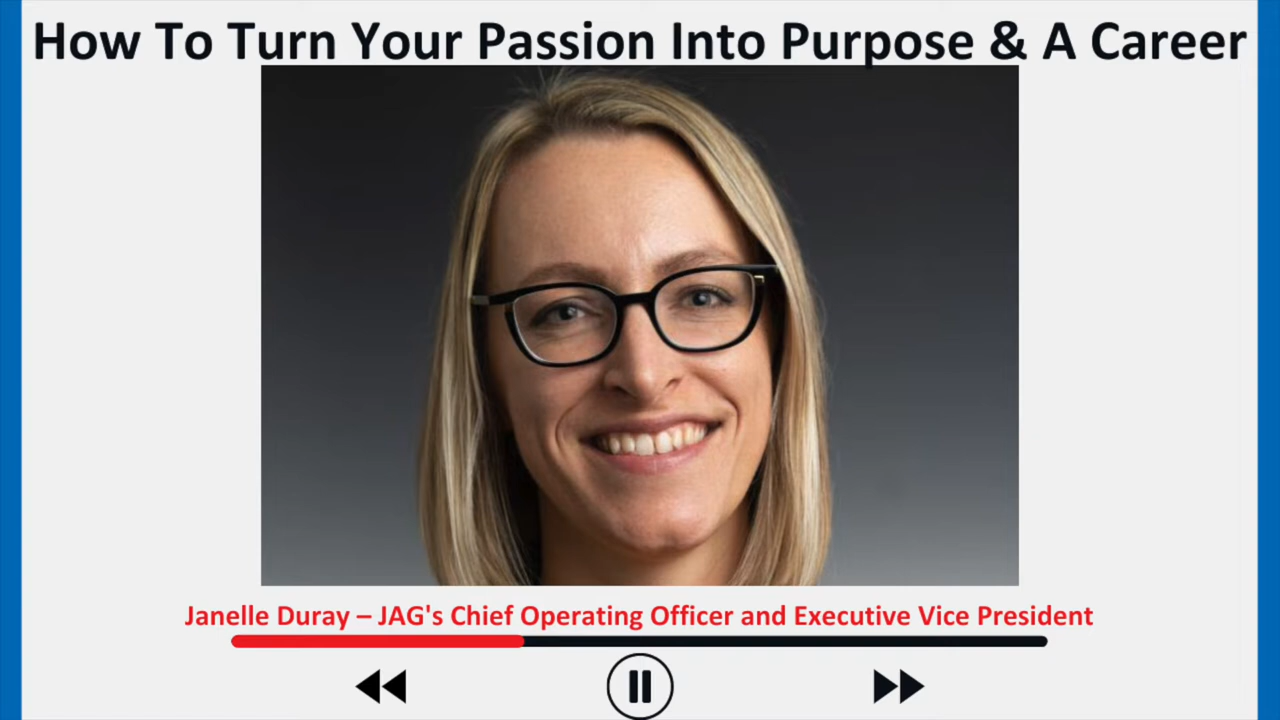 How To Turn Your Passion Into Purpose & A Career
Janelle Duray – JAG's Chief Operating Officer and Executive Vice President